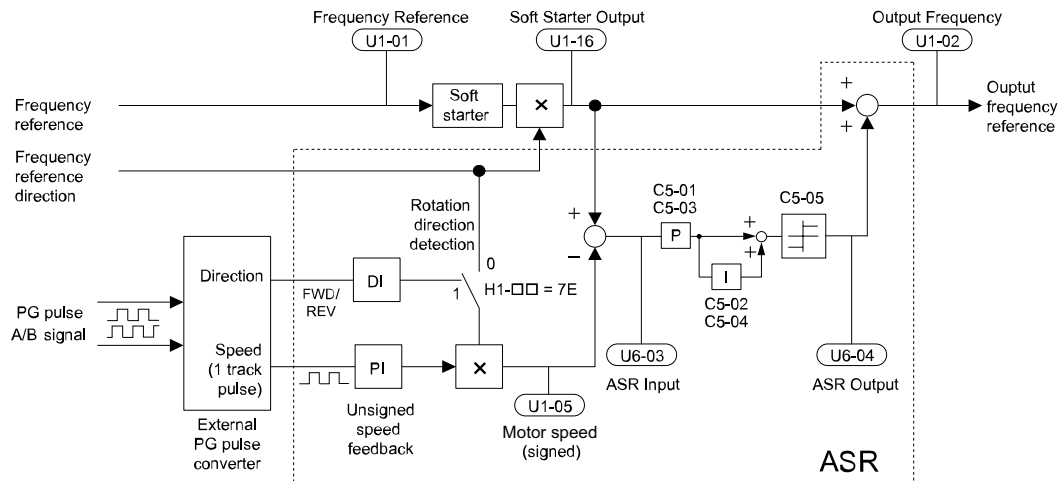 Frequency Reference
U1-01
Soft Starter Output
U1-16
Output Frequency
U1-02
Frequency
reference
Soft
starter
×
+
+
Ouptut
frequency
reference
Frequency
reference
direction
Rotation
direction
detection
C5-01
C5-03
C5-05
+
−
P
+
+
I
C5-02
C5-04
0
1
H1-□□ = 7E
Direction
FWD/
REV
DI
PG pulse
A/B signal
Speed
(1 track
pulse)
PI
×
U6-03
ASR Input
U6-04
ASR Output
U1-05
Motor speed
(signed)
Unsigned
speed
feedback
External
PG pulse
converter
ASR